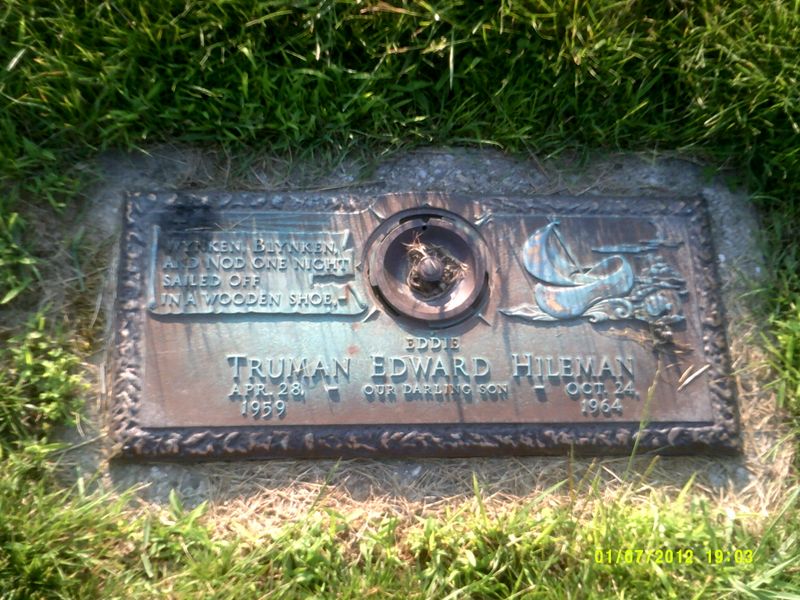 WYNKEN, BLYNKEN,
AND NOD ONE NIGHT
SAILED OFF
IN A WOODEN SHOE,—
EDDIE
TRUMAN EDWARD HILEMAN
APR. 28, – OUR DARLING SON – OCT. 24,
1959 1964
01/07/2012 19:03